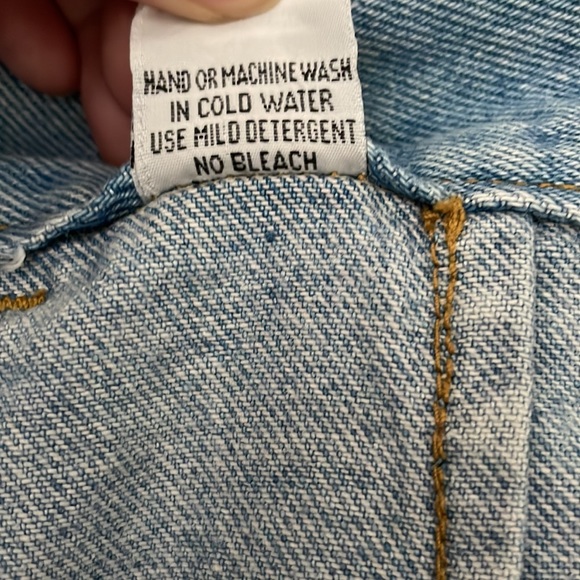 HAND OR MACHINE WASH
IN COLD WATER
USE MILD DETERGENT
NO BLEACH